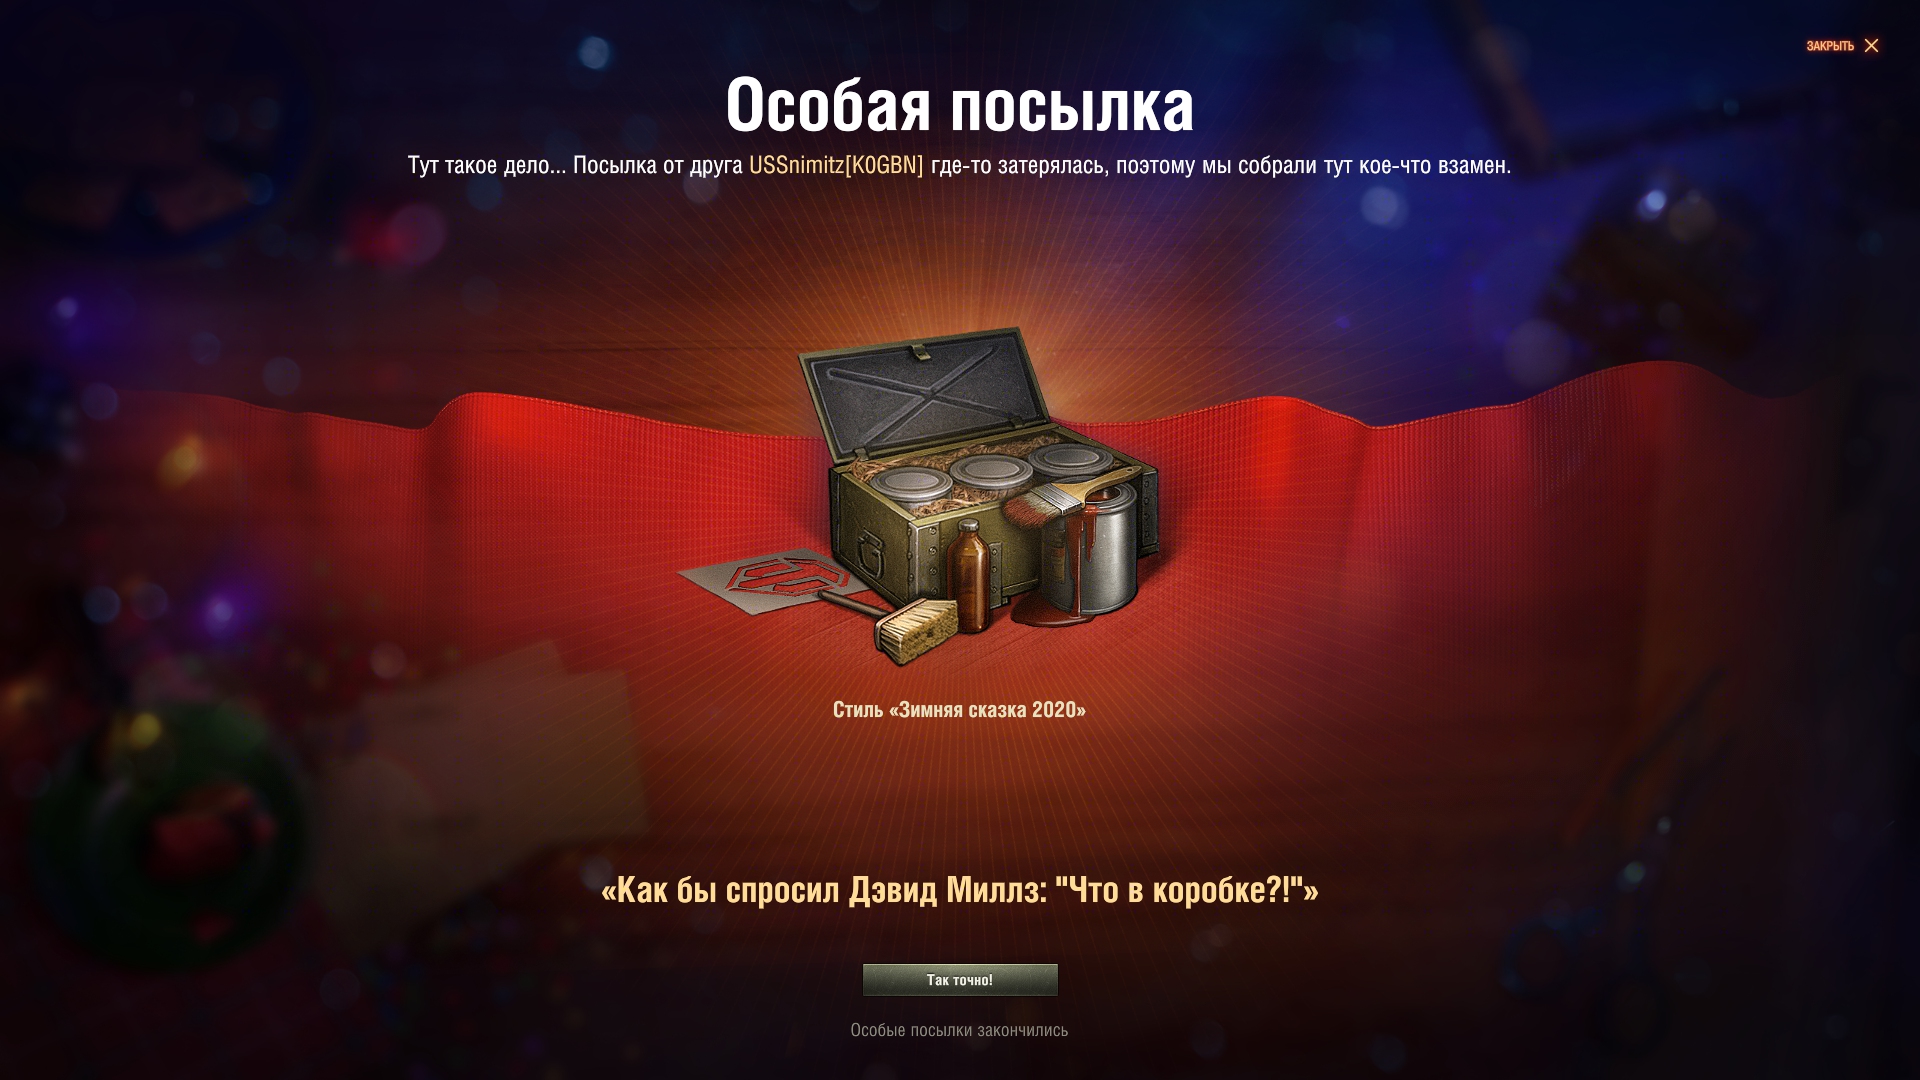 ЗАКРЫТЬ
Особая посылка
Тут такое дело... Посылка от друга USSnimitz[K0GBN] где-то затерялась, поэтому мы собрали тут кое-что взамен.
Стиль «Зимняя сказка 2020»
«Как бы спросил Дэвид Миллз: "Что в коробке?!"»
Так точно!
Особые посылки закончились